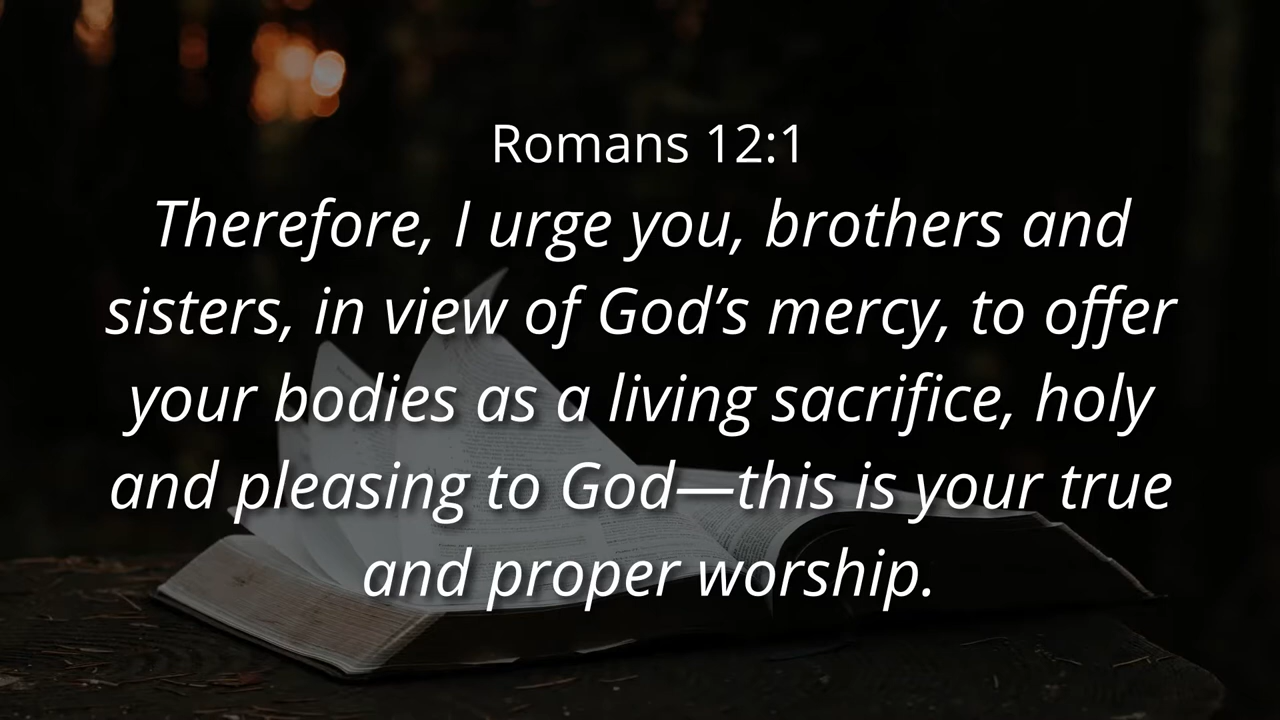 Romans 12:1
Therefore, I urge you, brothers and
sisters, in view of God’s mercy, to offer
your bodies as a living sacrifice, holy
and pleasing to God—this is your true
and proper worship.